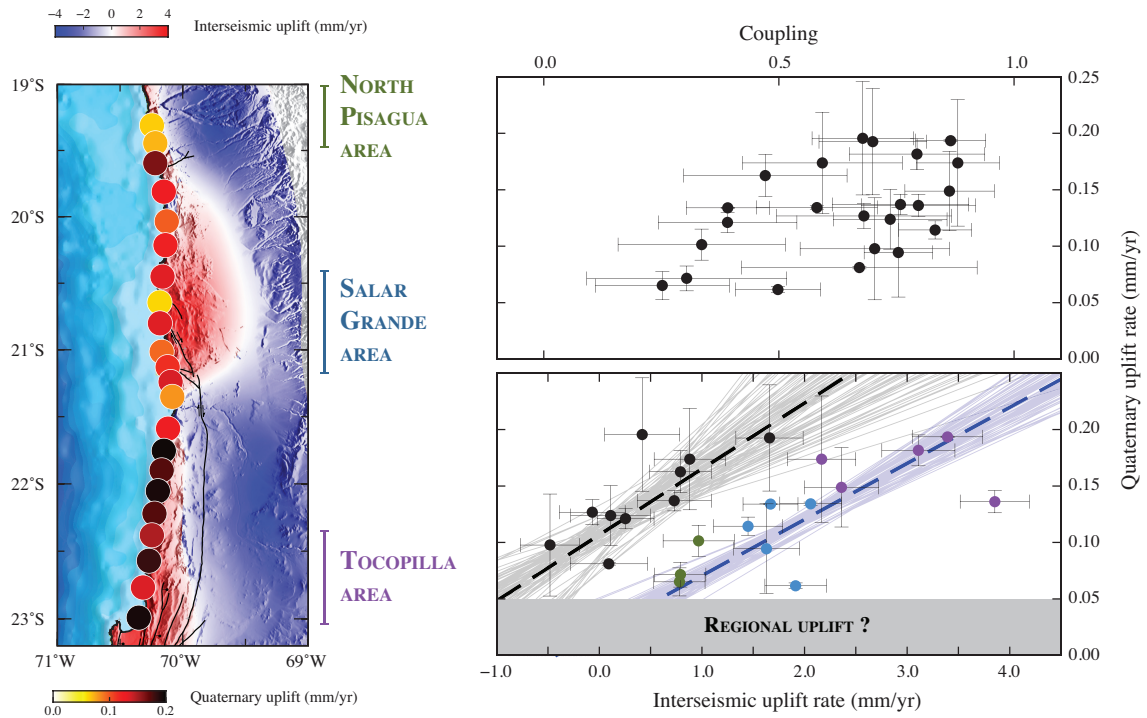 −4 −2 0 2 4
Interseismic uplift (mm/yr)
19°S
20°S
21°S
22°S
23°S
71°W 70°W 69°W
0.0 0.1 0.2
Quaternary uplift (mm/yr)
North
Pisagua
area
Salar
Grande
area
Tocopilla
area
Coupling
0.0 0.5 1.0
0.25
0.20
0.15
0.10
0.05
0.00
Quaternary uplift rate (mm/yr)
0.20
0.15
0.10
0.05
0.00
Regional uplift ?
-1.0 0.0 1.0 2.0 3.0 4.0
Interseismic uplift rate (mm/yr)